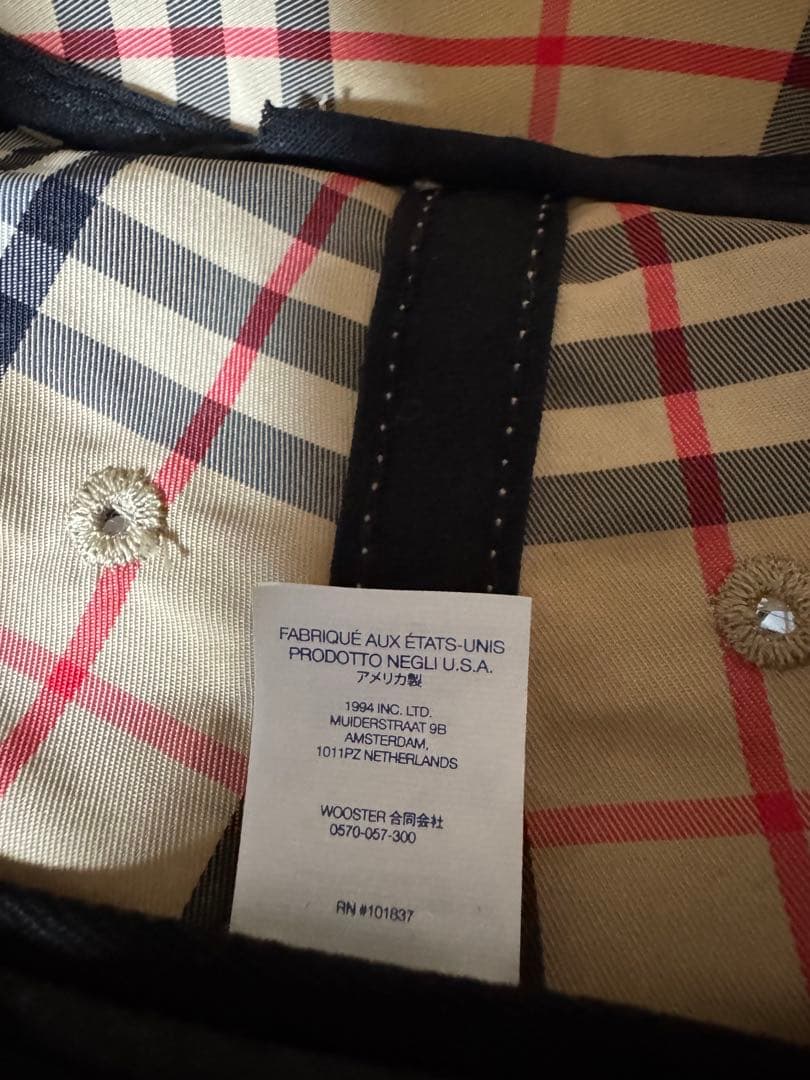 FABRIQUÉ AUX ÉTATS-UNIS
PRODOTTO NEGLI U.S.A.
アメリカ製
1994 INC. LTD.
MUIDERSTRAAT 9B
AMSTERDAM,
1011PZ NETHERLANDS
WOOSTER 合同会社
0570-057-300
RN #101837